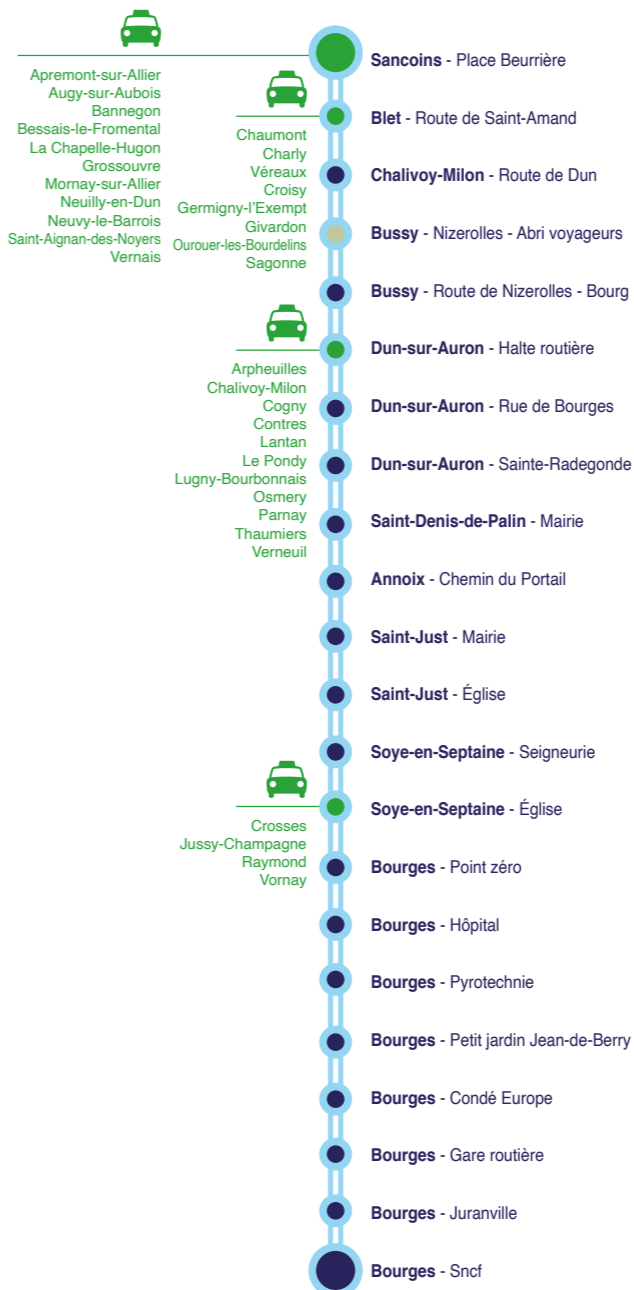 Sancoins - Place Beurrière
Apremont-sur-Allier
Augy-sur-Aubois
Bannegon
Bessais-le-Fromental
La Chapelle-Hugon
Grossouvre
Mornay-sur-Allier
Neuilly-en-Dun
Neuvy-le-Barrois
Saint-Aignan-des-Noyers
Vernais
Blet - Route de Saint-Amand
Chaumont
Charly
Véreaux
Croisy
Germigny-l'Exempt
Givardon
Ourouer-les-Bourdelins
Sagonne
Chalivoy-Milon - Route de Dun
Bussy - Nizerolles - Abri voyageurs
Bussy - Route de Nizerolles - Bourg
Dun-sur-Auron - Halte routière
Arpheuilles
Chalivoy-Milon
Cogny
Contres
Lantan
Le Pondy
Lugny-Bourbonnais
Osmery
Parnay
Thaumiers
Verneuil
Dun-sur-Auron - Rue de Bourges
Dun-sur-Auron - Sainte-Radegonde
Saint-Denis-de-Palin - Mairie
Annoix - Chemin du Portail
Saint-Just - Mairie
Saint-Just - Église
Soye-en-Septaine - Seigneurie
Soye-en-Septaine - Église
Crosses
Jussy-Champagne
Raymond
Vornay
Bourges - Point zéro
Bourges - Hôpital
Bourges - Pyrotechnie
Bourges - Petit jardin Jean-de-Berry
Bourges - Condé Europe
Bourges - Gare routière
Bourges - Juranville
Bourges - Sncf